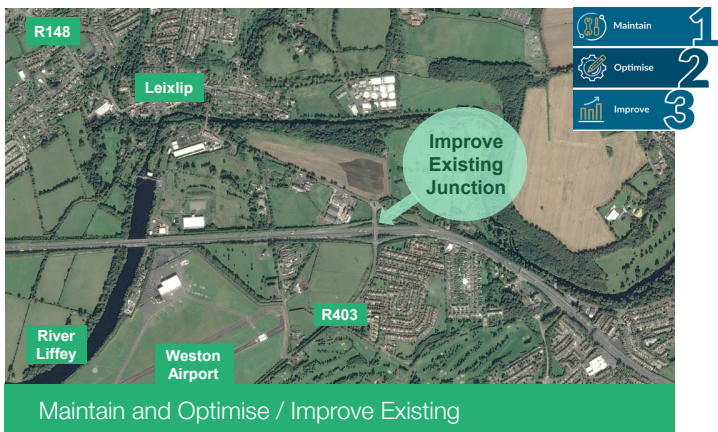 R148
Leixlip
Improve
Existing
Junction
R403
River
Liffey
Weston
Airport
Maintain 1
Optimise 2
Improve 3
Maintain and Optimise / Improve Existing